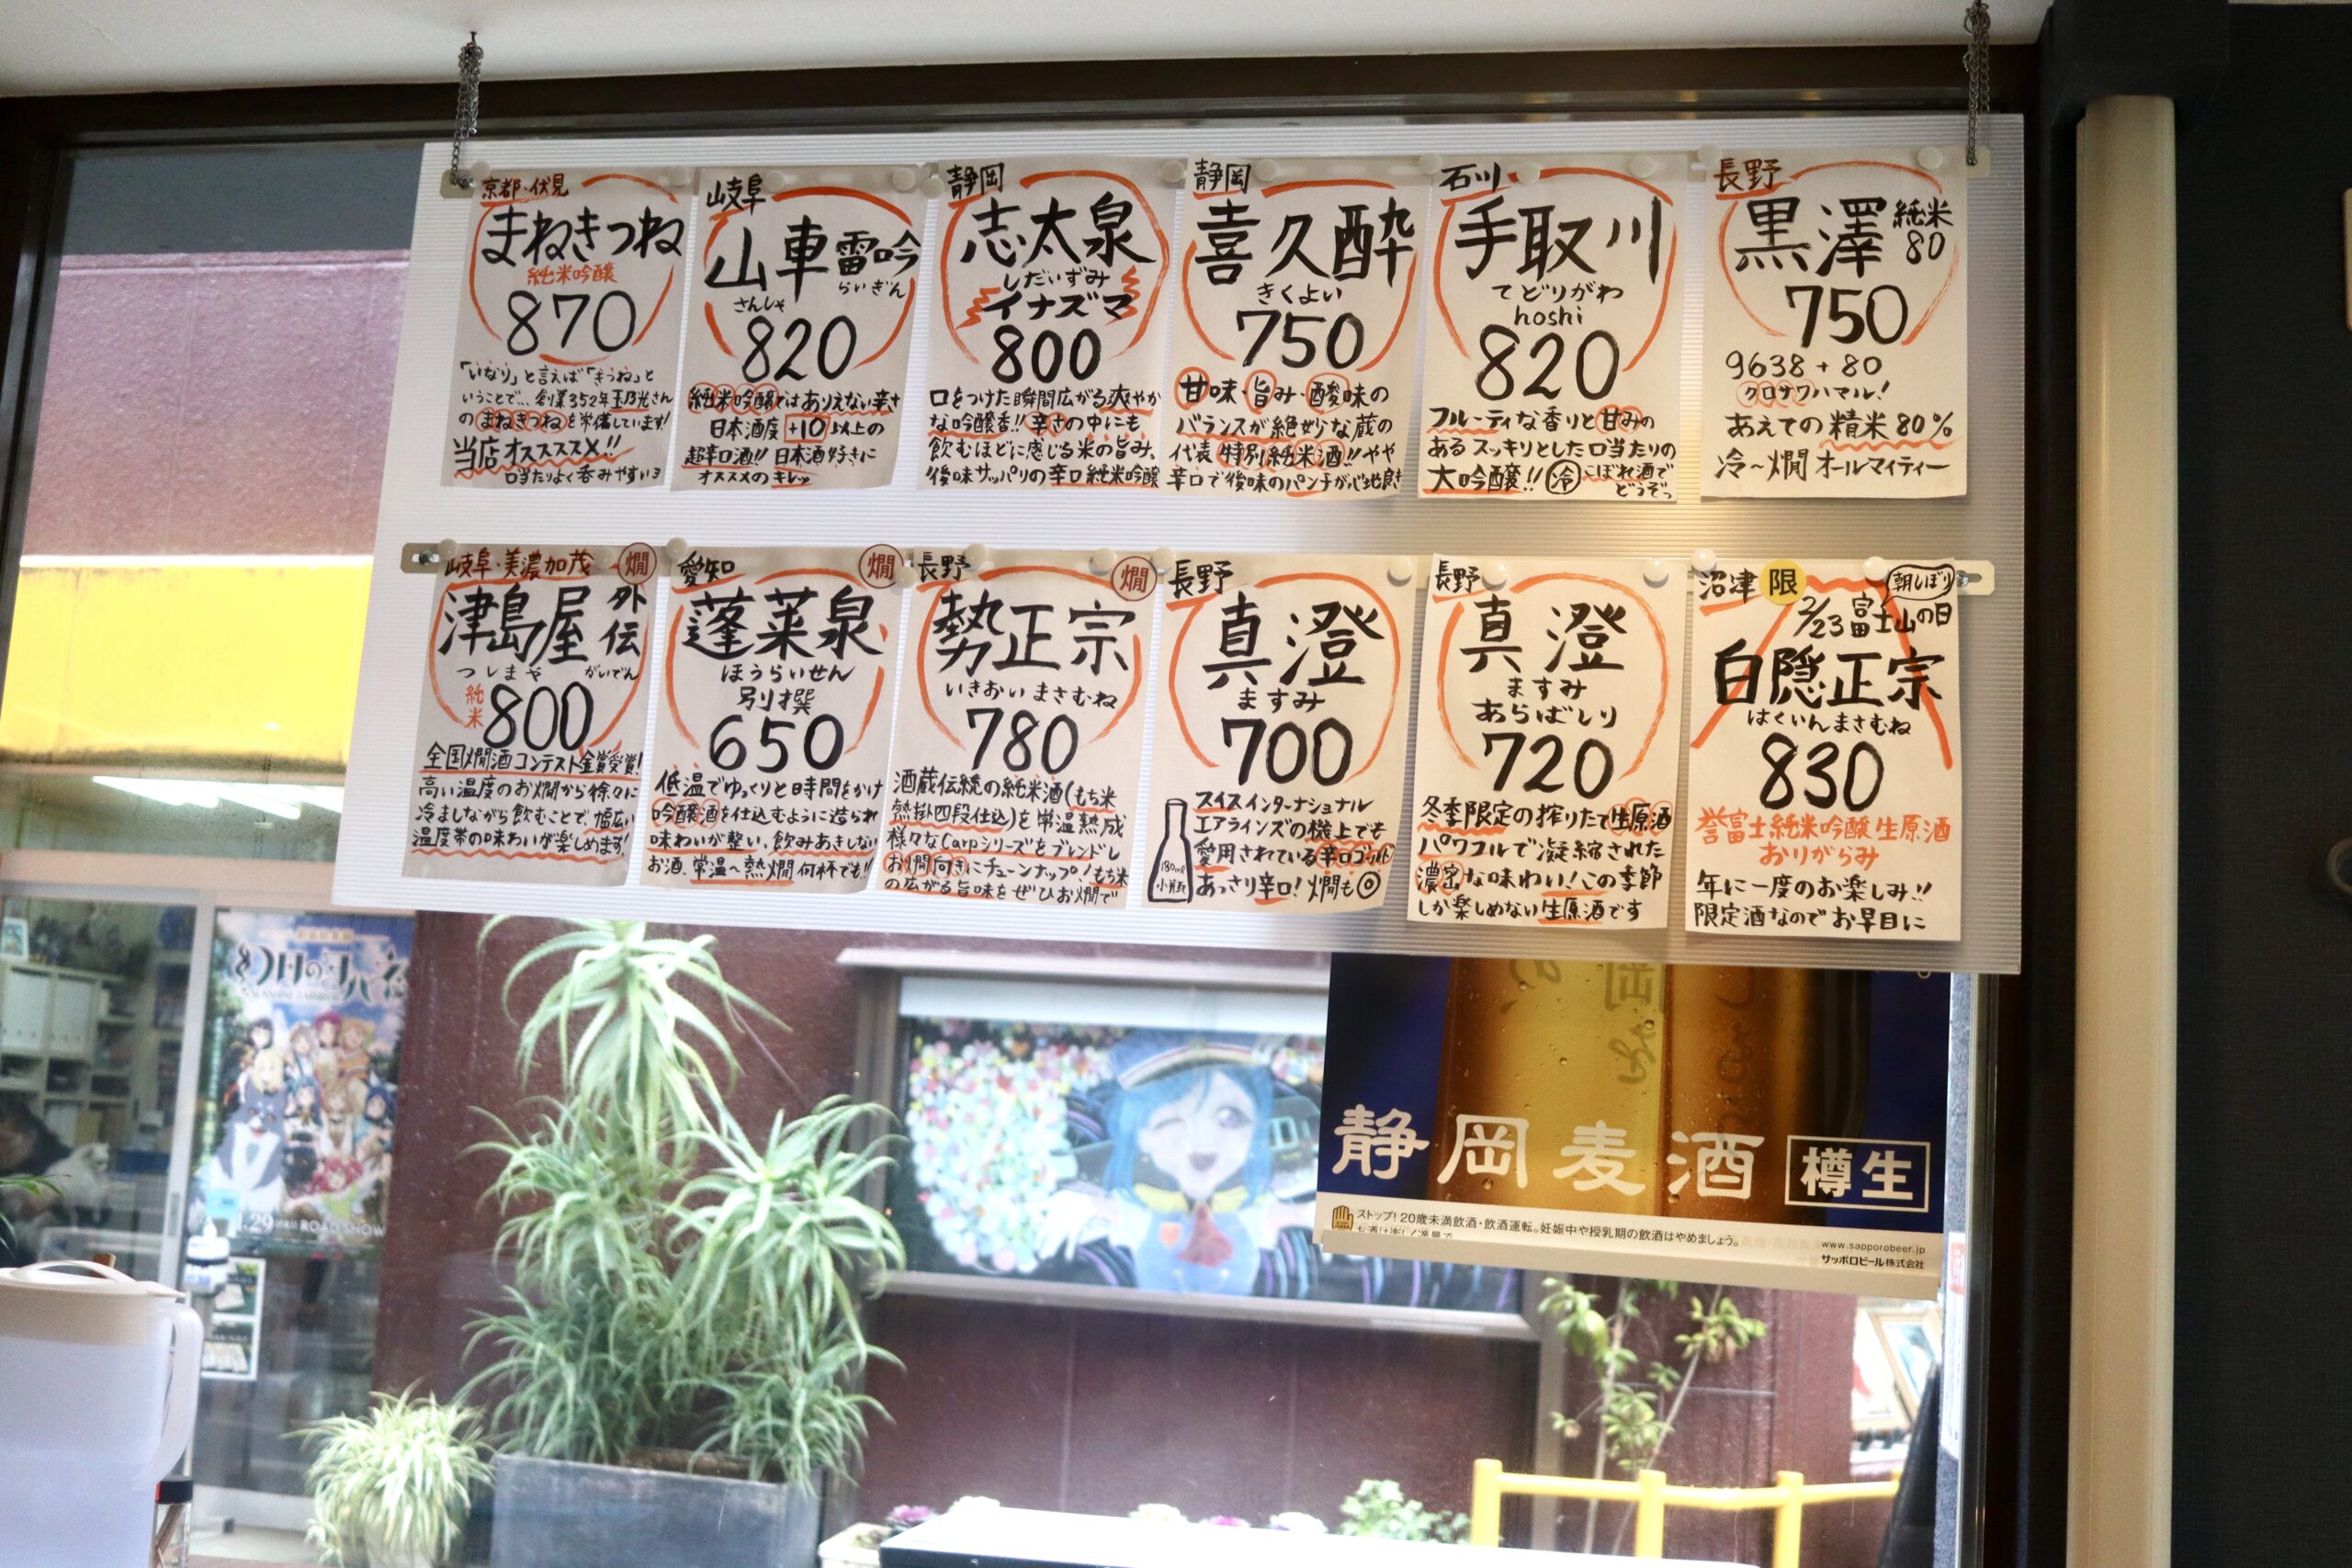 京都・伏見
まねきつね
純米吟醸
870
「いなり」と言えば「きつね」と
いうことで… 創業352年玉乃光さん
のまねきつねを常備しています!
当店オススススメ!!
口当たりよく呑みやすいヨ
岐阜
山車 雷吟
さんしゃ らいぎん
820
純米吟醸ではありえない辛さ
日本酒度+10以上の
超辛口酒!! 日本酒好きに
オススメのキレッ
静岡
志太泉
しだいずみ
イナズマ
800
口をつけた瞬間広がる爽やか
な吟醸香!! 辛さの中にも
飲むほどに感じる米の旨み、
後味サッパリの辛口純米吟醸
静岡
喜久酔
きくよい
750
甘味・旨み・酸味の
バランスが絶妙な蔵の
代表特別純米酒!! やや
辛口で後味のパンチが心地良き
石川
手取川
てどりがわ
hoshi
820
フルーティな香りと甘みの
あるスッキリとした口当たりの
大吟醸!! 冷 こぼれ酒で
どうぞっ
長野
黒澤 純米
80
750
9638+80
クロサワハマル!
あえての精米80%
冷~燗 オールマイティー
岐阜・美濃加茂 燗
津島屋 外伝
つしまや がいでん
純米 800
全国燗酒コンテスト金賞受賞!
高い温度のお燗から徐々に
冷ましながら飲むことで、幅広い
温度帯の味わいが楽しめます!
愛知 燗
蓬莱泉
ほうらいせん
別撰
650
低温でゆっくりと時間をかけ
吟醸酒を仕込むように造られ
味わいが整い、飲みあきしない
お酒、常温~熱燗 何杯でも!!
長野 燗
勢正宗
いきおいまさむね
780
酒蔵伝統の純米酒(もち米
熱掛四段仕込)を常温熟成
様々なCarpシリーズをブレンドし
お燗向きにチューンナップ!もち米
の広がる旨味をぜひお燗で
長野
真澄
ますみ
700
スイスインターナショナル
エアラインズの機上でも
愛用されている辛口ゴールド
あっさり辛口! 燗も◎
180ml
小瓶
長野
真澄
ますみ
あらばしり
720
冬季限定の搾りたて生原酒
パワフルで凝縮された
濃密な味わい!この季節
しか楽しめない生原酒です
沼津 限 朝しぼり
2/23 富士山の日
白隠正宗
はくいんまさむね
830
誉富士純米吟醸生原酒
おりがらみ
年に一度のお楽しみ!!
限定酒なのでお早目に
幻日のヨハネ
静岡麦酒 樽生
ストップ! 20歳未満飲酒・飲酒運転。妊娠中や授乳期の飲酒はやめましょう。
www.sapporobeer.jp
サッポロビール株式会社
.29 ROAD SHOW